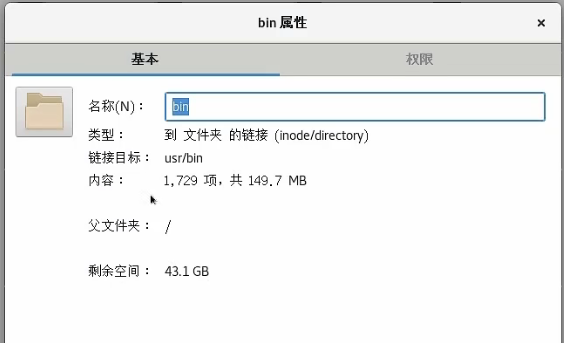 bin 属性
×
基本 权限
名称(N)： bin
类型： 到 文件夹 的链接 (inode/directory)
链接目标： usr/bin
内容： 1,729 项，共 149.7 MB
父文件夹： /
剩余空间： 43.1 GB